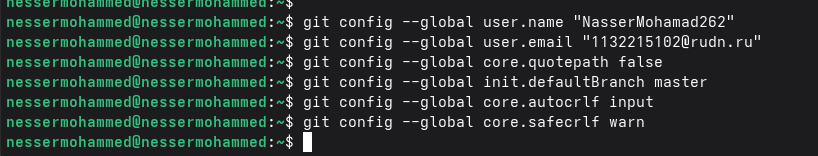 nessermohammed@nessermohammed:~$
nessermohammed@nessermohammed:~$ git config --global user.name "NasserMohamad262"
nessermohammed@nessermohammed:~$ git config --global user.email "1132215102@rudn.ru"
nessermohammed@nessermohammed:~$ git config --global core.quotepath false
nessermohammed@nessermohammed:~$ git config --global init.defaultBranch master
nessermohammed@nessermohammed:~$ git config --global core.autocrlf input
nessermohammed@nessermohammed:~$ git config --global core.safecrlf warn
nessermohammed@nessermohammed:~$